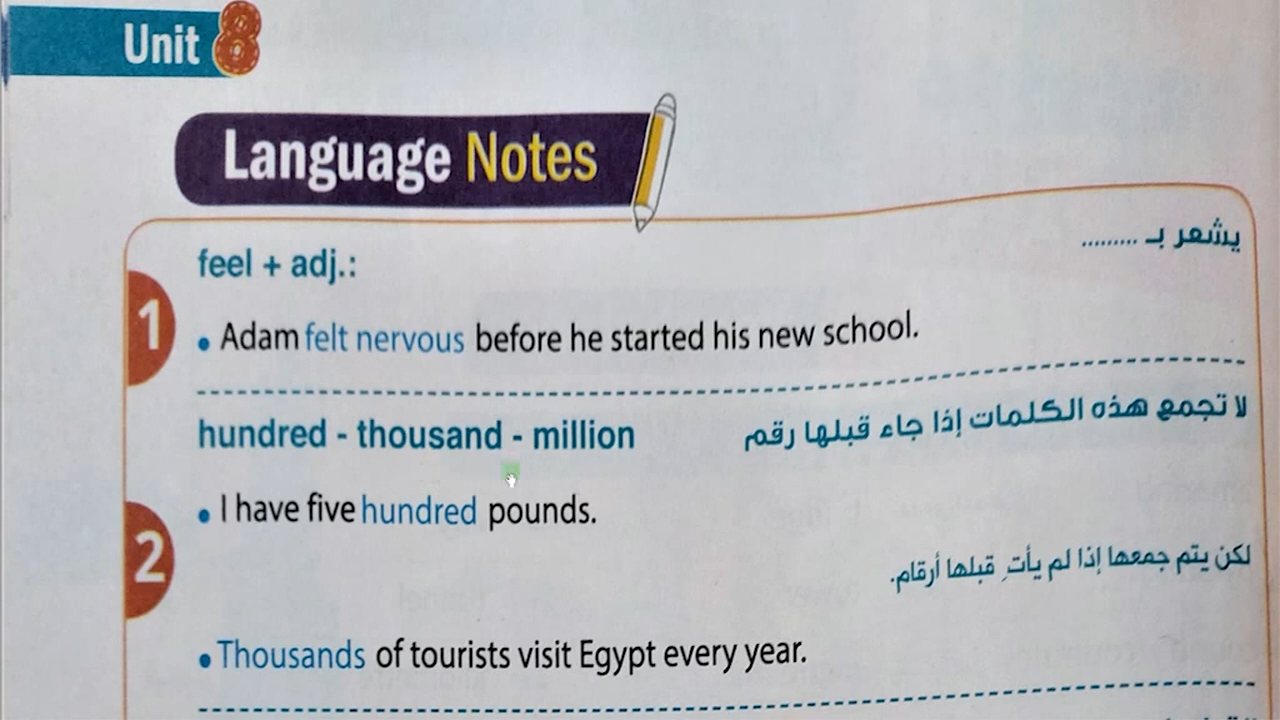 Unit 8
Language Notes
feel + adj.: يشعر بـ .........
1
• Adam felt nervous before he started his new school.
hundred - thousand - million لا تجمع هذه الكلمات إذا جاء قبلها رقم
• I have five hundred pounds.
2
لكن يتم جمعها إذا لم يأتِ قبلها أرقام.
• Thousands of tourists visit Egypt every year.